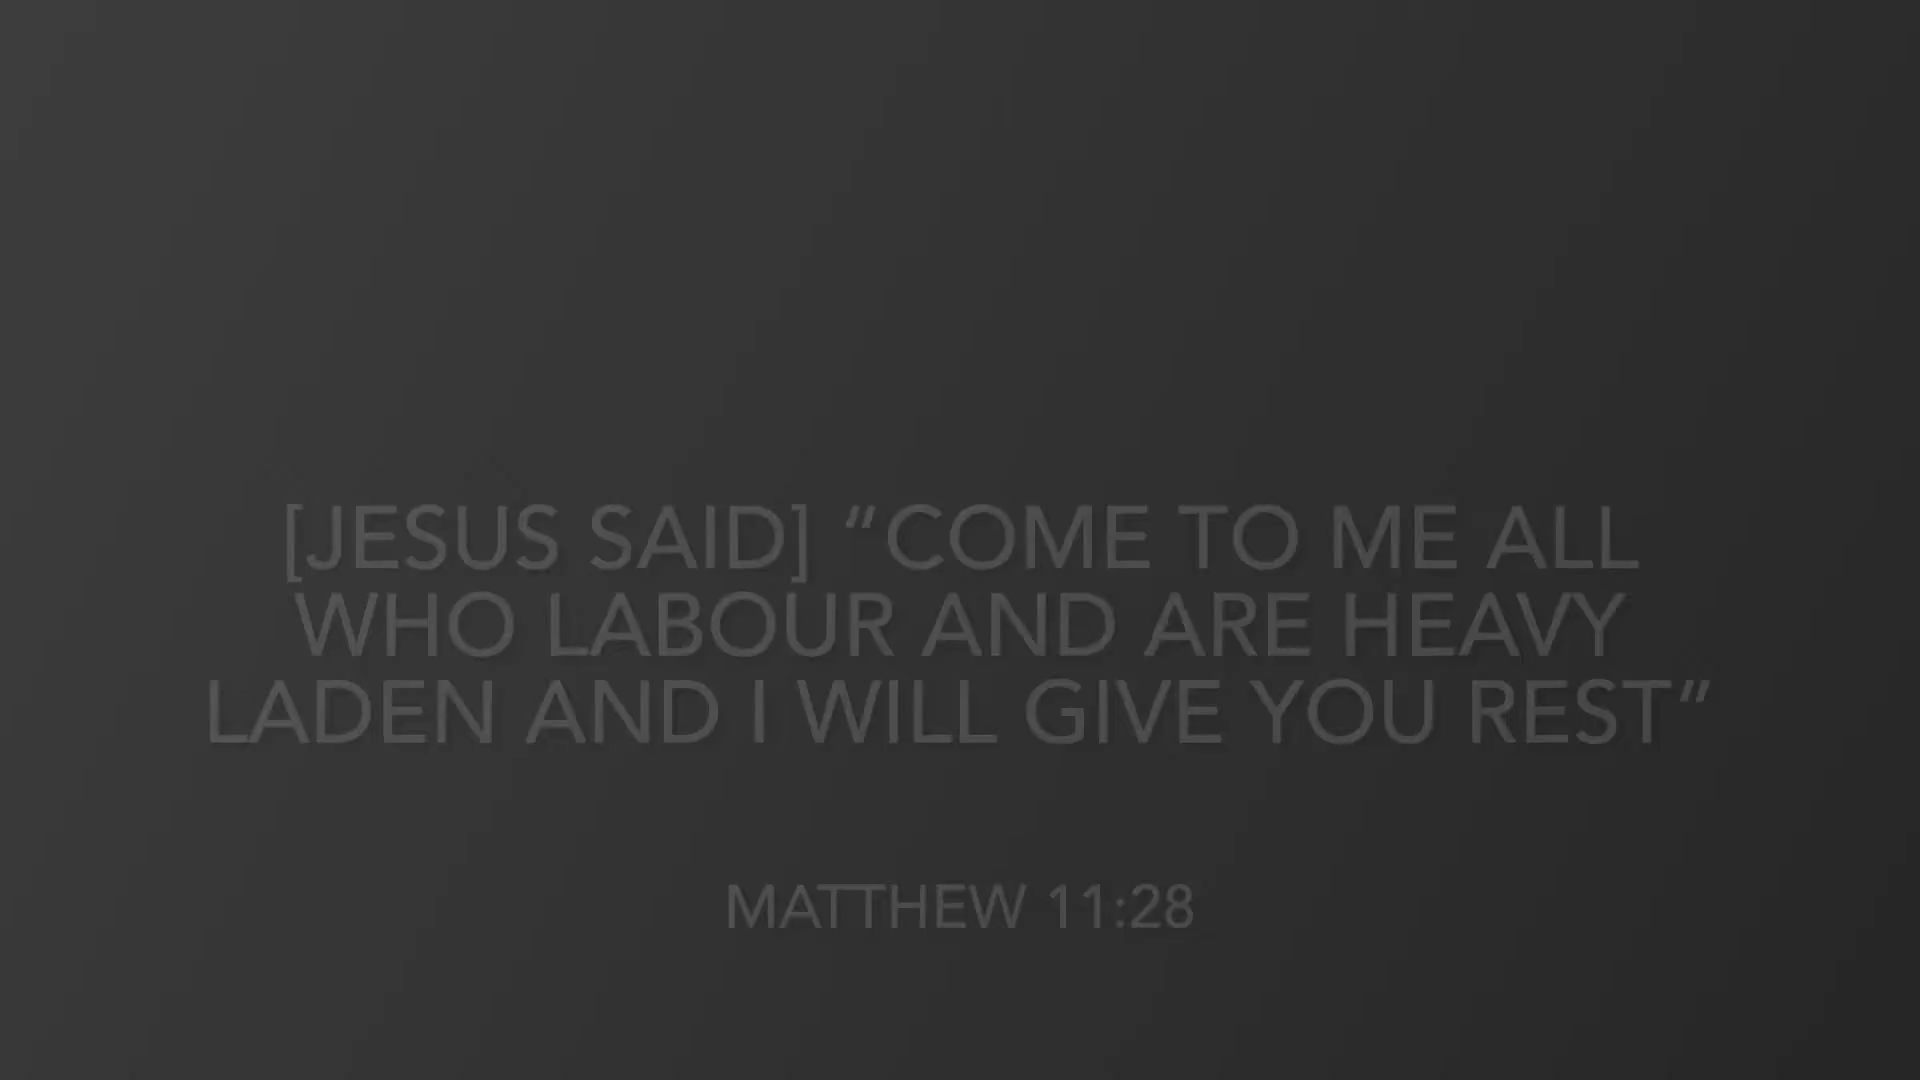 [JESUS SAID] “COME TO ME ALL
WHO LABOUR AND ARE HEAVY
LADEN AND I WILL GIVE YOU REST”
MATTHEW 11:28